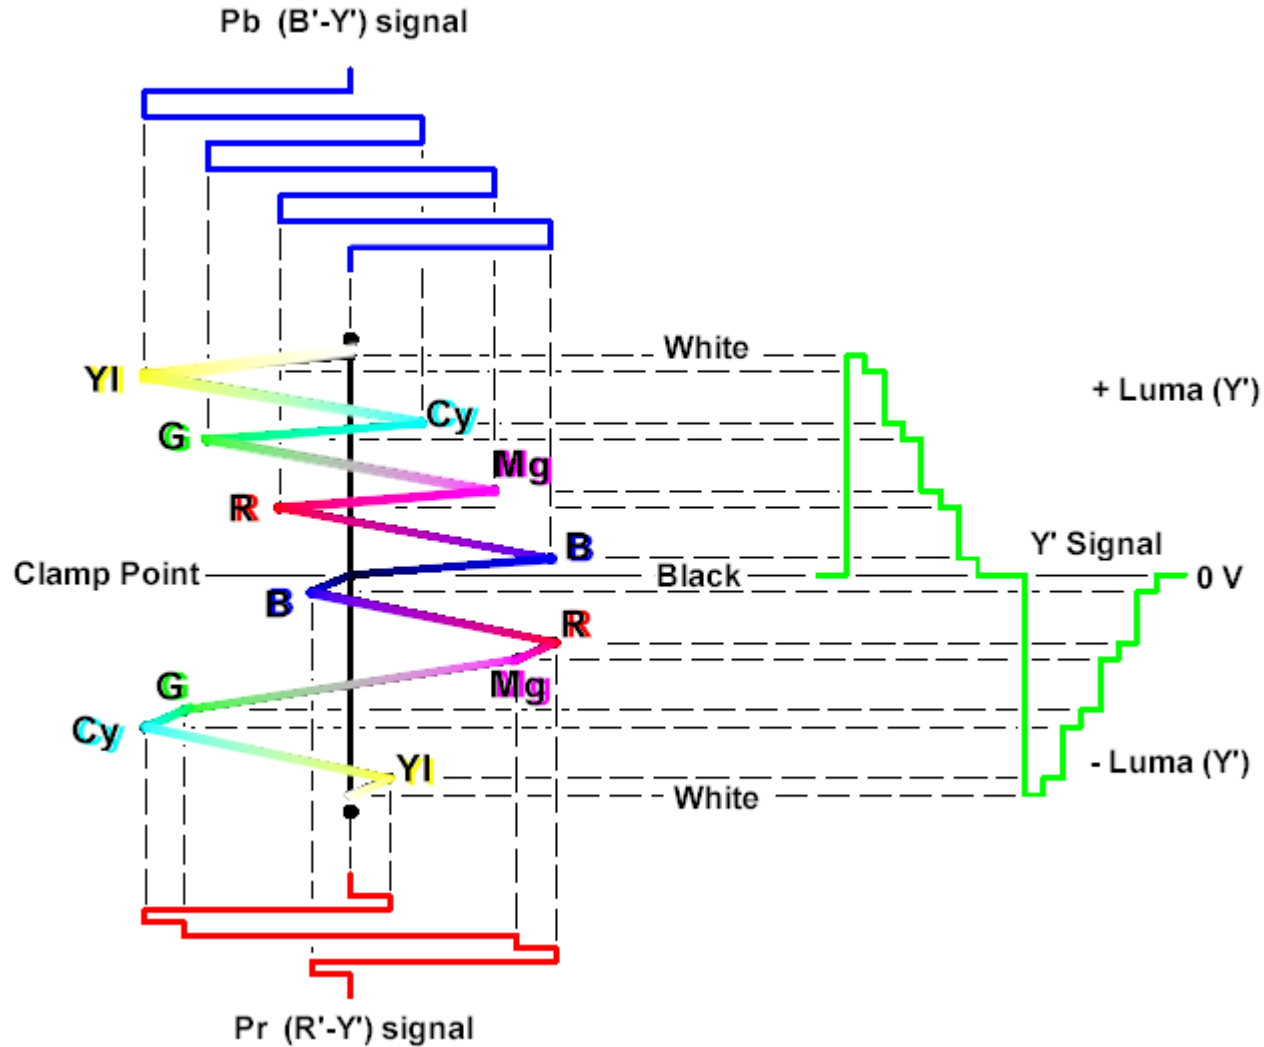 Pb (B'-Y') signal
White
Yl
+ Luma (Y')
Cy
G
Mg
R
Y' Signal
B
Clamp Point
Black
0 V
B
R
G
Mg
Cy
Yl
- Luma (Y')
White
Pr (R'-Y') signal